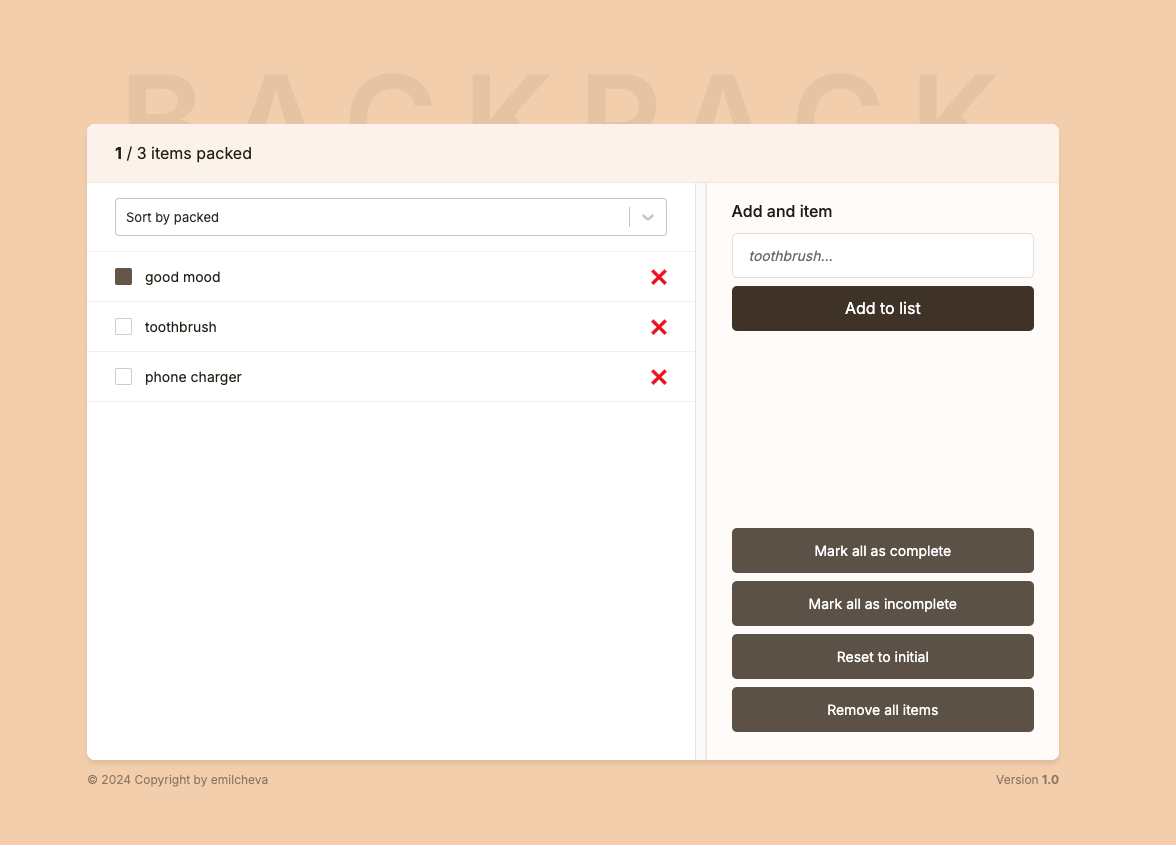 BACKPACK
1 / 3 items packed
Sort by packed
good mood
toothbrush
phone charger
Add and item
toothbrush...
Add to list
Mark all as complete
Mark all as incomplete
Reset to initial
Remove all items
© 2024 Copyright by emilcheva
Version 1.0